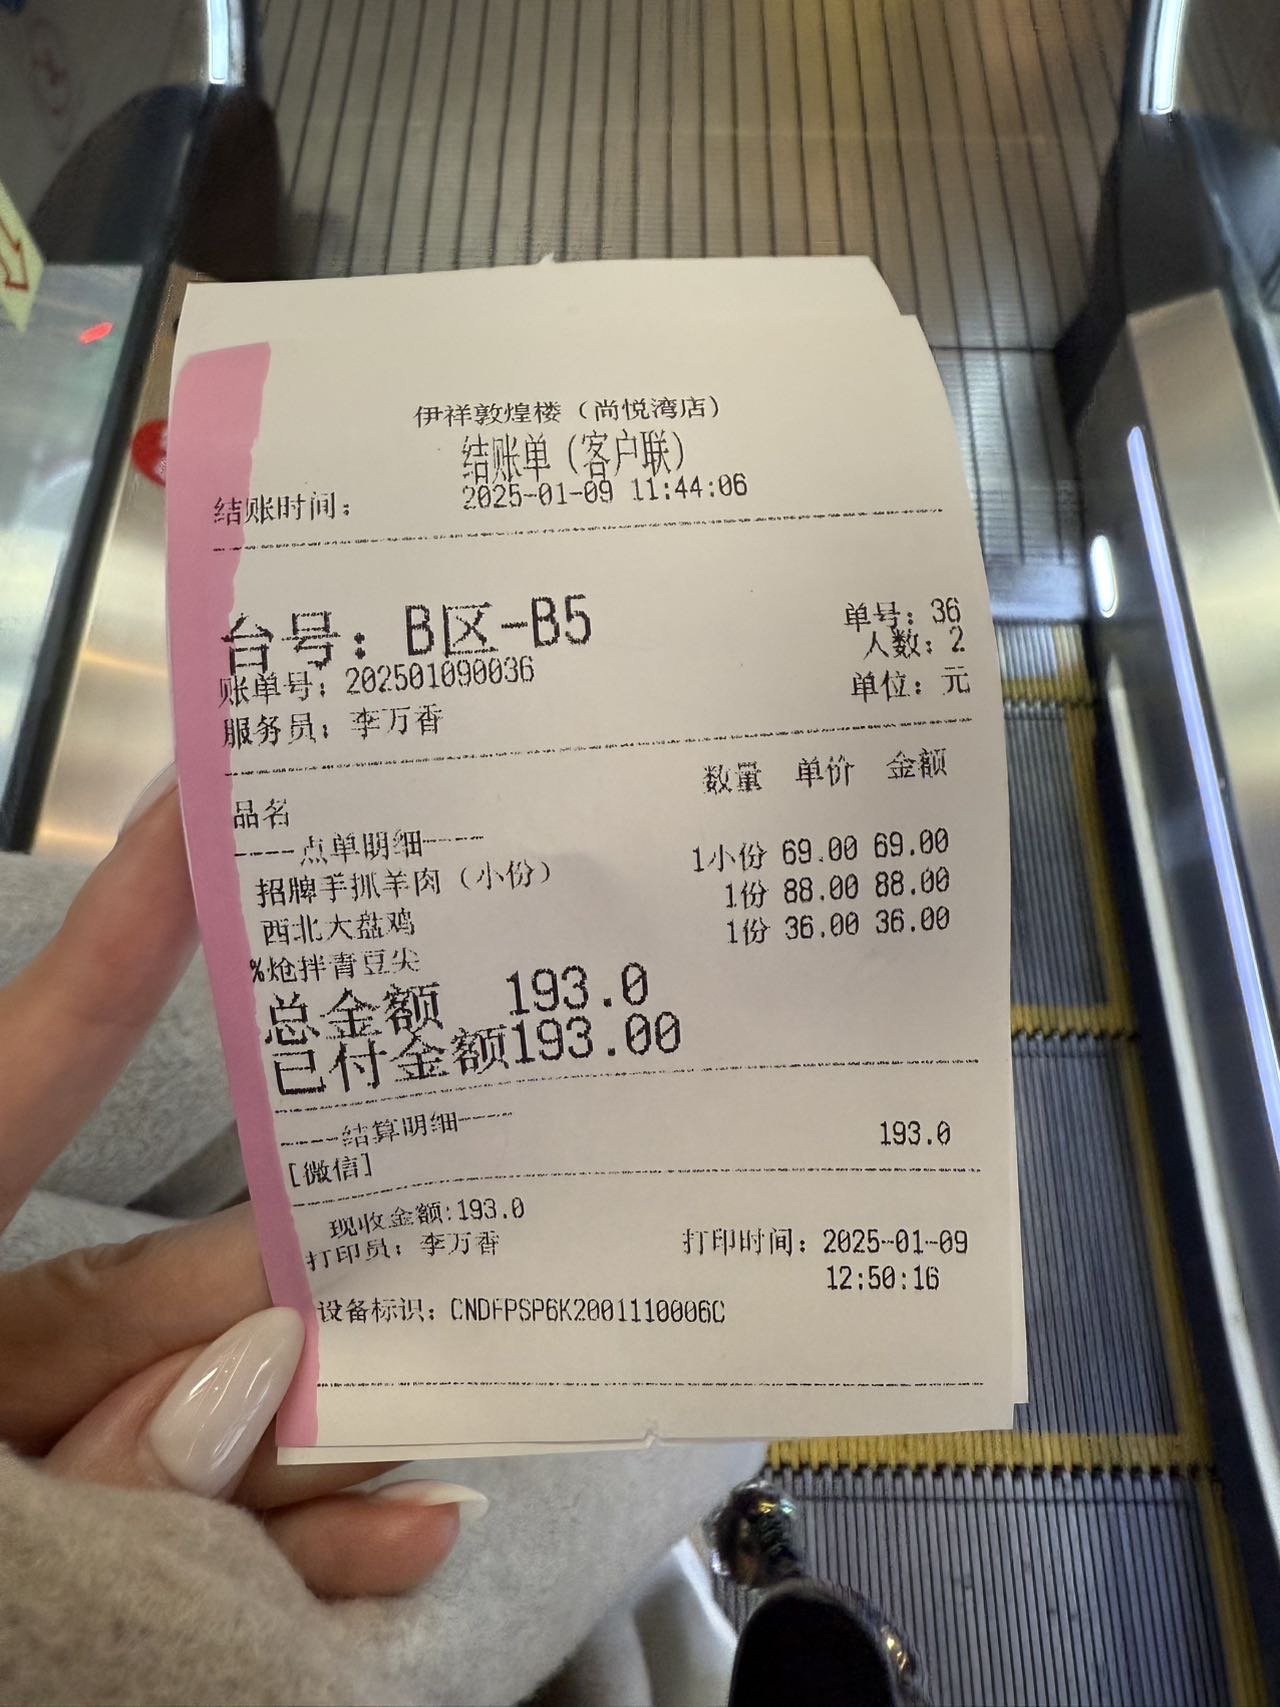 伊祥敦煌楼（尚悦湾店）
结账单（客户联）
结账时间： 2025-01-09 11:44:06
台号：B区-B5 单号：36
人数：2
账单号：202501090036 单位：元
服务员：李万香
品名 数量 单价 金额
----点单明细----
招牌手抓羊肉（小份） 1小份 69.00 69.00
西北大盘鸡 1份 88.00 88.00
%炝拌青豆尖 1份 36.00 36.00
总金额 193.0
已付金额193.00
----结算明细----
[微信] 193.0
现收金额:193.0
打印员：李万香 打印时间：2025-01-09
12:50:16
设备标识：CNDFPSP6K2001110006C